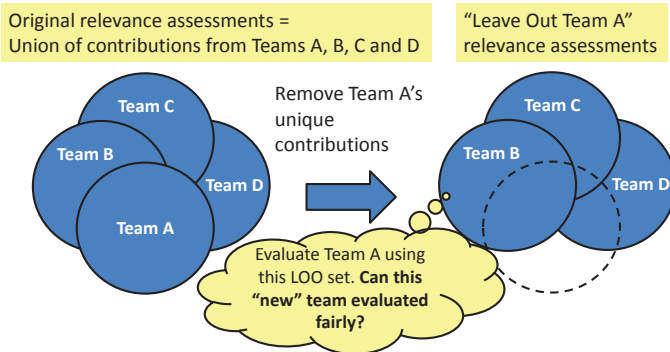 Original relevance assessments =
Union of contributions from Teams A, B, C and D
“Leave Out Team A”
relevance assessments
Team C
Team B
Team D
Team A
Remove Team A’s
unique
contributions
Team C
Team B
Team D
Evaluate Team A using
this LOO set. Can this
“new” team evaluated
fairly?